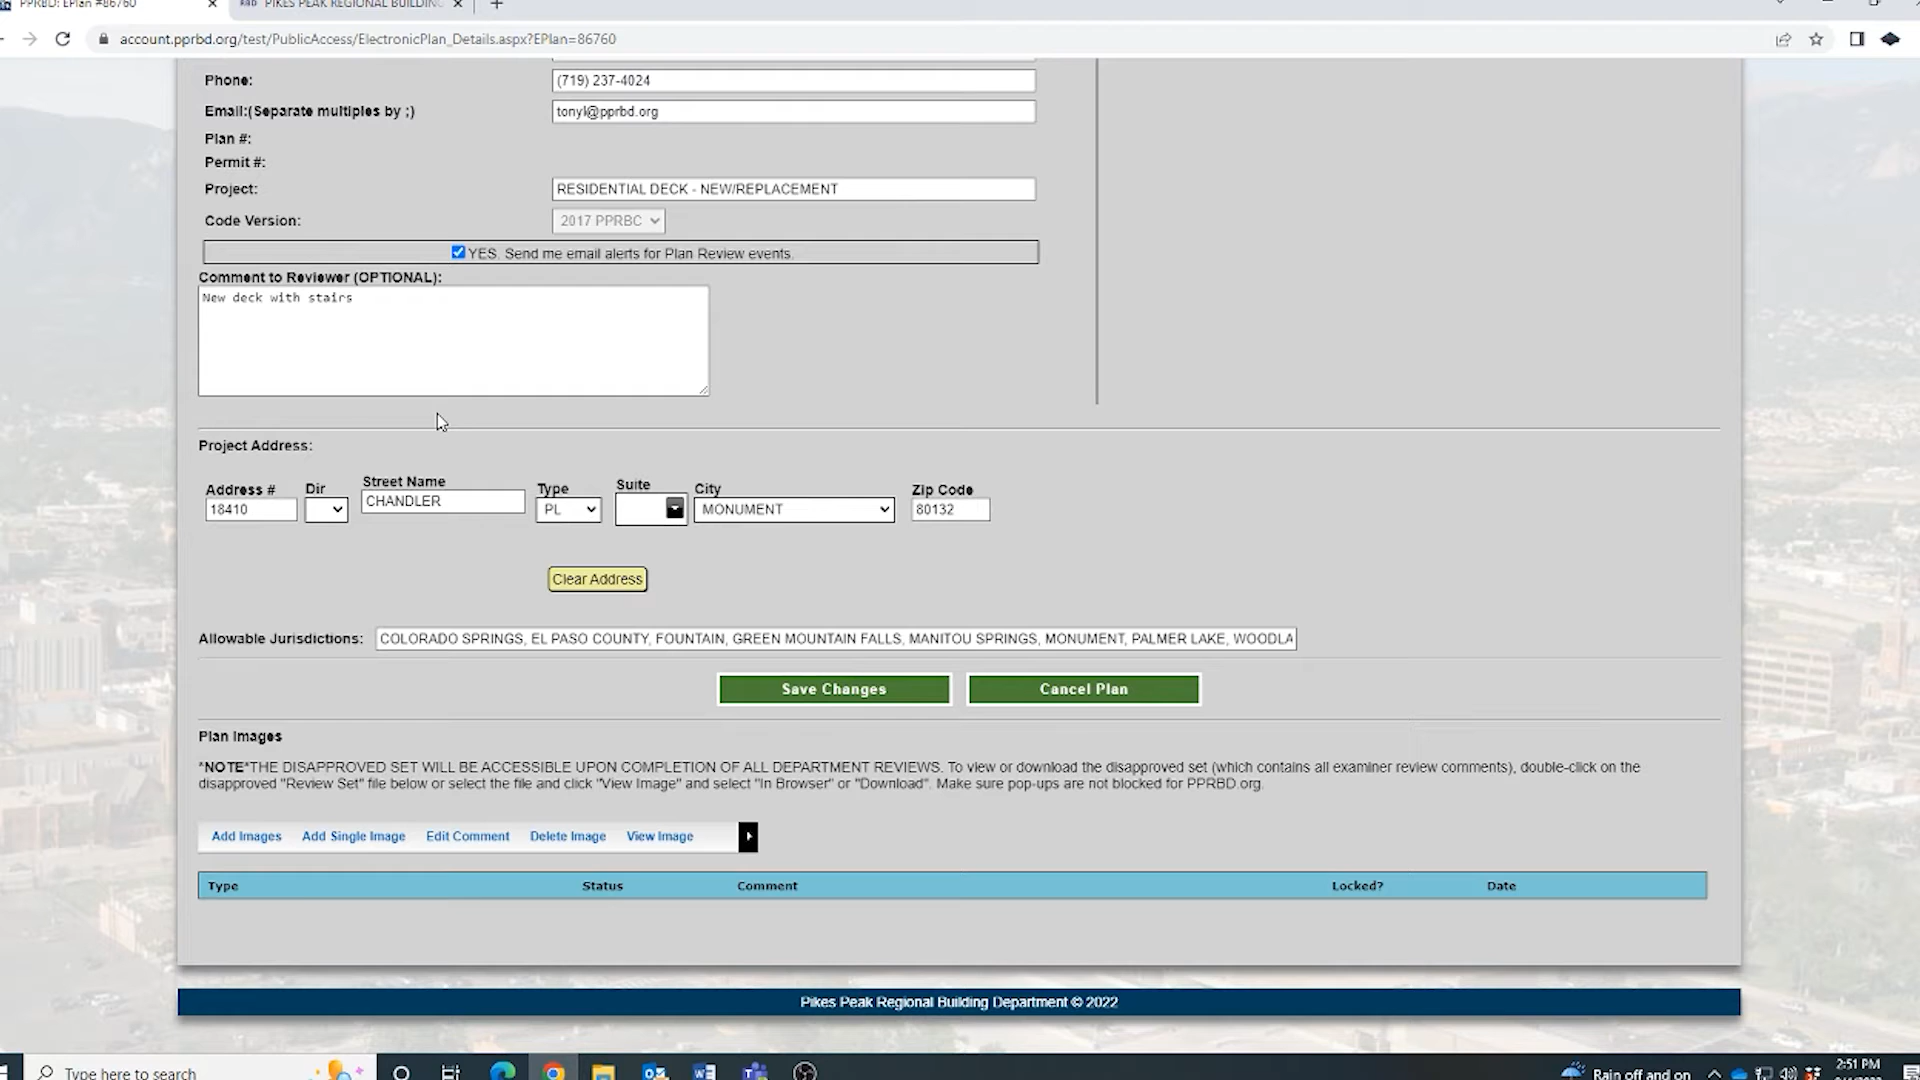 PPRBD: EPlan #86760
PIKES PEAK REGIONAL BUILDING
account.pprbd.org/test/PublicAccess/ElectronicPlan_Details.aspx?EPlan=86760
Phone: (719) 237-4024
Email:(Separate multiples by ;) tonyl@pprbd.org
Plan #:
Permit #:
Project: RESIDENTIAL DECK - NEW/REPLACEMENT
Code Version: 2017 PPRBC
YES. Send me email alerts for Plan Review events.
Comment to Reviewer (OPTIONAL):
New deck with stairs
Project Address:
Address # Dir Street Name Type Suite City Zip Code
18410 CHANDLER PL MONUMENT 80132
Clear Address
Allowable Jurisdictions: COLORADO SPRINGS, EL PASO COUNTY, FOUNTAIN, GREEN MOUNTAIN FALLS, MANITOU SPRINGS, MONUMENT, PALMER LAKE, WOODLA
Save Changes Cancel Plan
Plan Images
*NOTE*THE DISAPPROVED SET WILL BE ACCESSIBLE UPON COMPLETION OF ALL DEPARTMENT REVIEWS. To view or download the disapproved set (which contains all examiner review comments), double-click on the
disapproved "Review Set" file below or select the file and click "View Image" and select "In Browser" or "Download". Make sure pop-ups are not blocked for PPRBD.org.
Add Images Add Single Image Edit Comment Delete Image View Image
Type Status Comment Locked? Date
Pikes Peak Regional Building Department © 2022
Type here to search
Rain off and on
2:51 PM